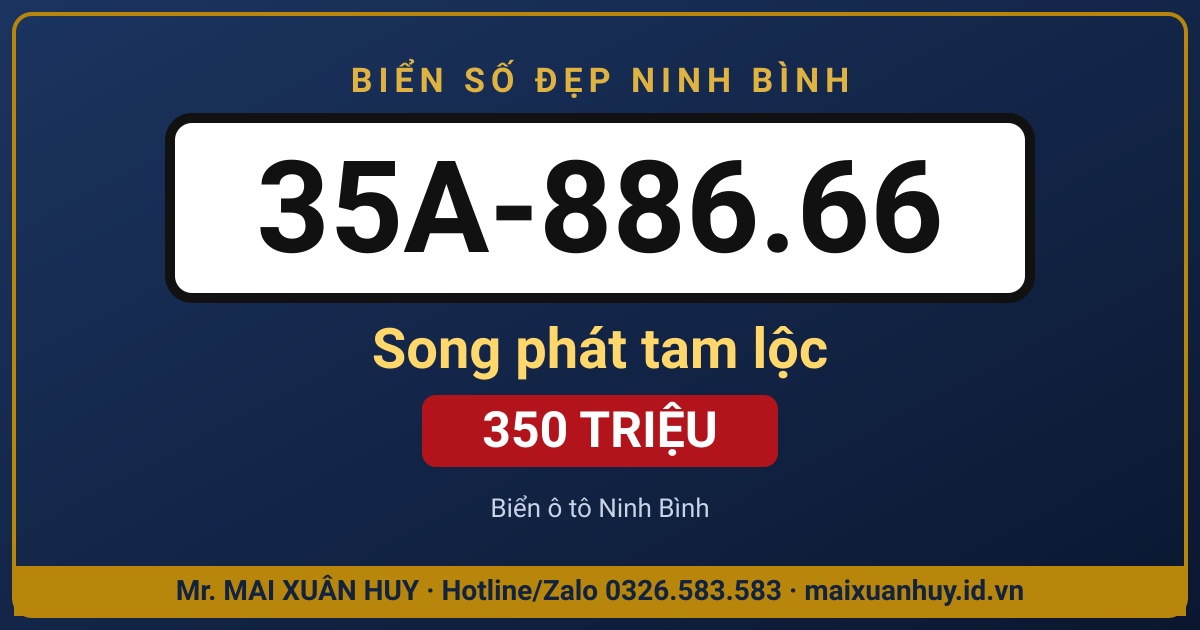 BIỂN SỐ ĐẸP NINH BÌNH
35A-886.66
Song phát tam lộc
350 TRIỆU
Biển ô tô Ninh Bình
Mr. MAI XUÂN HUY · Hotline/Zalo 0326.583.583 · maixuanhuy.id.vn